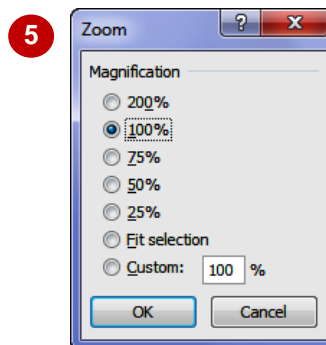 5
Zoom ? X
Magnification
200%
100%
75%
50%
25%
Fit selection
Custom: 100 %
OK Cancel